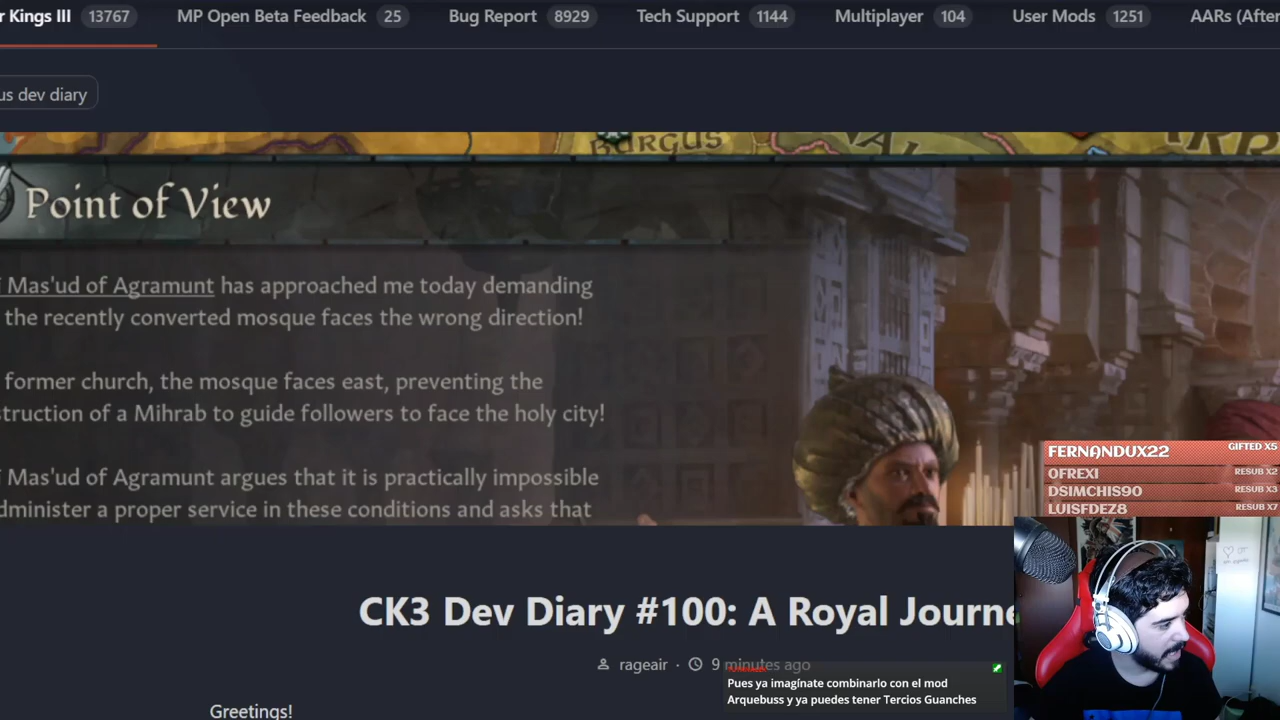 r Kings III 13767 MP Open Beta Feedback 25 Bug Report 8929 Tech Support 1144 Multiplayer 104 User Mods 1251 AARs (After
us dev diary
BURGUS
Point of View
i Mas'ud of Agramunt has approached me today demanding
the recently converted mosque faces the wrong direction!
former church, the mosque faces east, preventing the
struction of a Mihrab to guide followers to face the holy city!
i Mas'ud of Agramunt argues that it is practically impossible
dminister a proper service in these conditions and asks that
FERNANDUX22 GIFTED X5
OFREXI RESUB X2
DSIMCHIS90 RESUB X3
LUISFDEZ8 RESUB X7
CK3 Dev Diary #100: A Royal Journe
rageair · 9 minutes ago
Pues ya imagínate combinarlo con el mod
Arquebuss y ya puedes tener Tercios Guanches
Greetings!